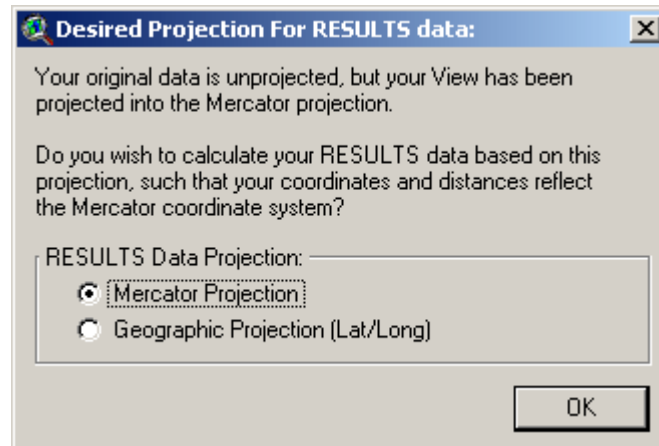 Desired Projection For RESULTS data:
Your original data is unprojected, but your View has been
projected into the Mercator projection.
Do you wish to calculate your RESULTS data based on this
projection, such that your coordinates and distances reflect
the Mercator coordinate system?
RESULTS Data Projection:
Mercator Projection
Geographic Projection (Lat/Long)
OK